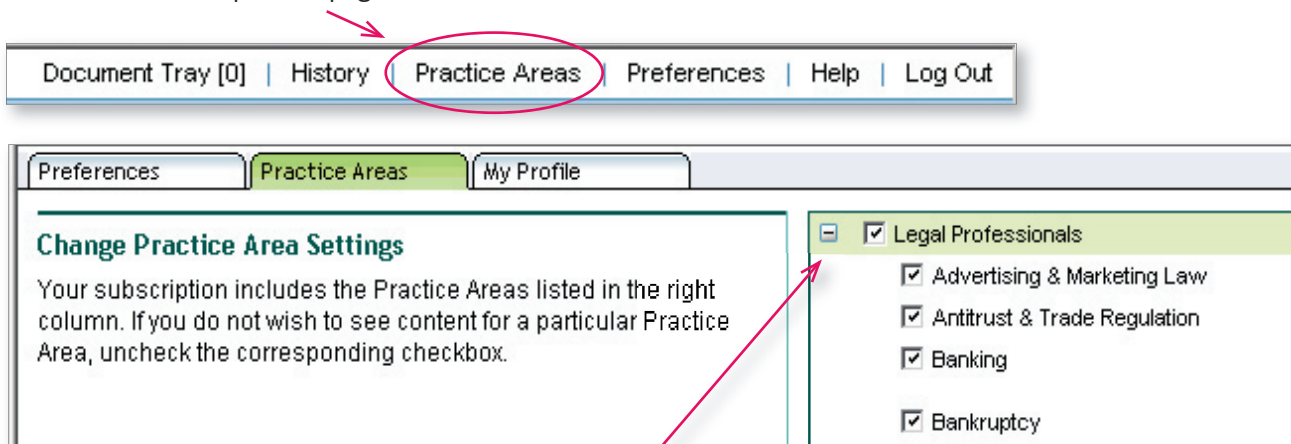 Document Tray [0] | History | Practice Areas | Preferences | Help | Log Out
Preferences
Practice Areas
My Profile
Change Practice Area Settings
Your subscription includes the Practice Areas listed in the right
column. If you do not wish to see content for a particular Practice
Area, uncheck the corresponding checkbox.
Legal Professionals
Advertising & Marketing Law
Antitrust & Trade Regulation
Banking
Bankruptcy